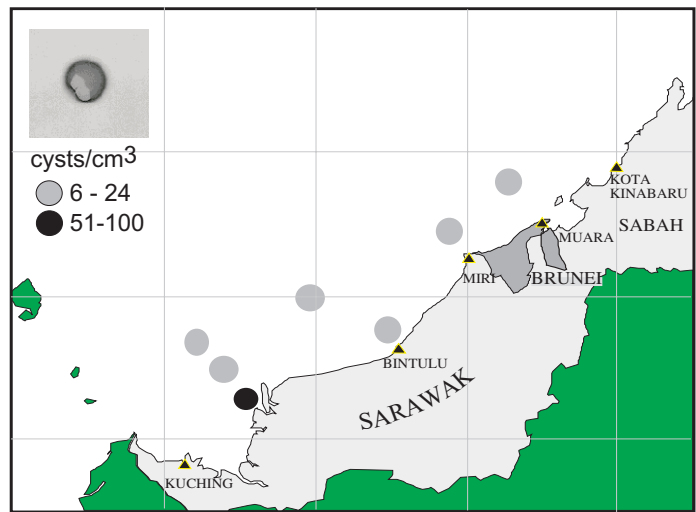 cysts/cm3
6 - 24
51-100
KOTA
KINABARU
SABAH
MUARA
BRUNEI
MIRI
BINTULU
SARAWAK
KUCHING